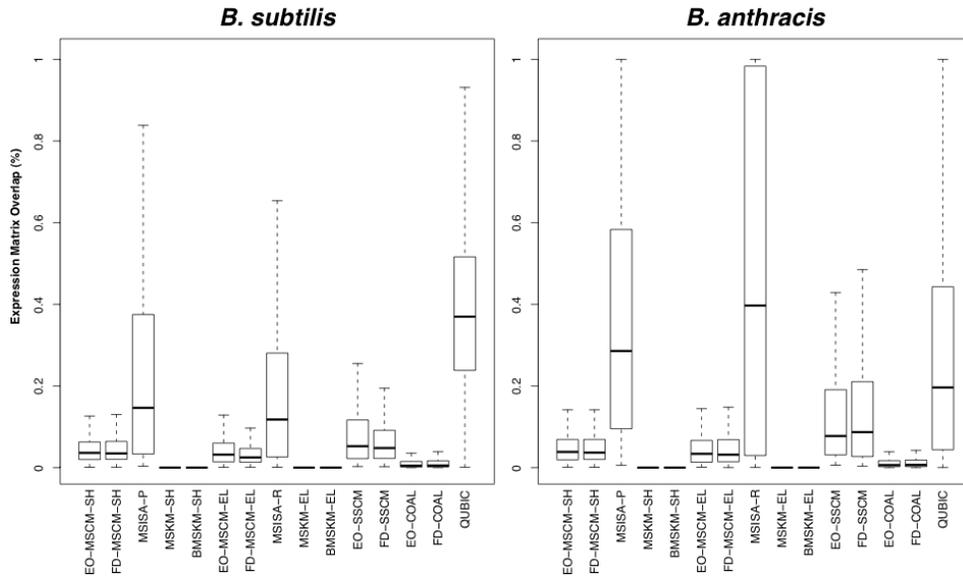 B. subtilis
B. anthracis
Expression Matrix Overlap (%)
1
0.8
0.6
0.4
0.2
0
1
0.8
0.6
0.4
0.2
0
EO−MSCM−SH
FD−MSCM−SH
MSISA−P
MSKM−SH
BMSKM−SH
EO−MSCM−EL
FD−MSCM−EL
MSISA−R
MSKM−EL
BMSKM−EL
EO−SSCM
FD−SSCM
EO−COAL
FD−COAL
QUBIC
EO−MSCM−SH
FD−MSCM−SH
MSISA−P
MSKM−SH
BMSKM−SH
EO−MSCM−EL
FD−MSCM−EL
MSISA−R
MSKM−EL
BMSKM−EL
EO−SSCM
FD−SSCM
EO−COAL
FD−COAL
QUBIC